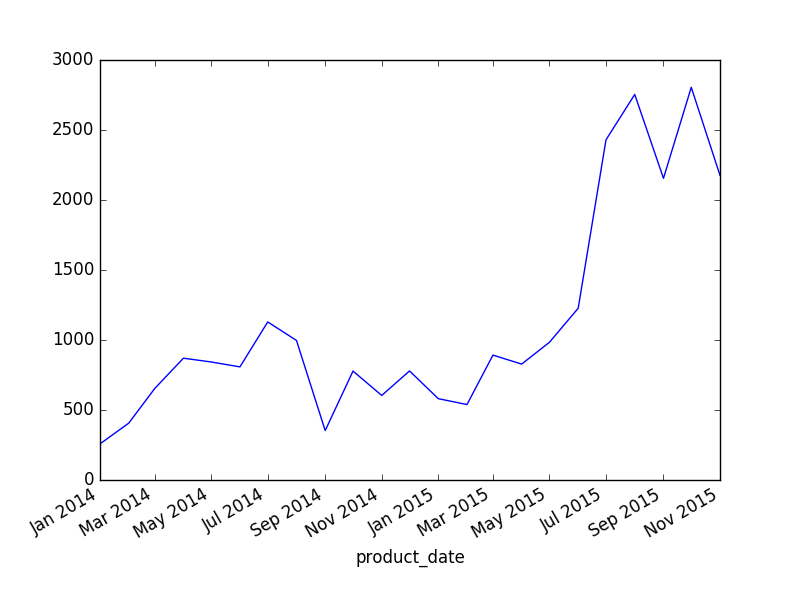 3000
2500
2000
1500
1000
500
0
Jan 2014
Mar 2014
May 2014
Jul 2014
Sep 2014
Nov 2014
Jan 2015
Mar 2015
May 2015
Jul 2015
Sep 2015
Nov 2015
product_date